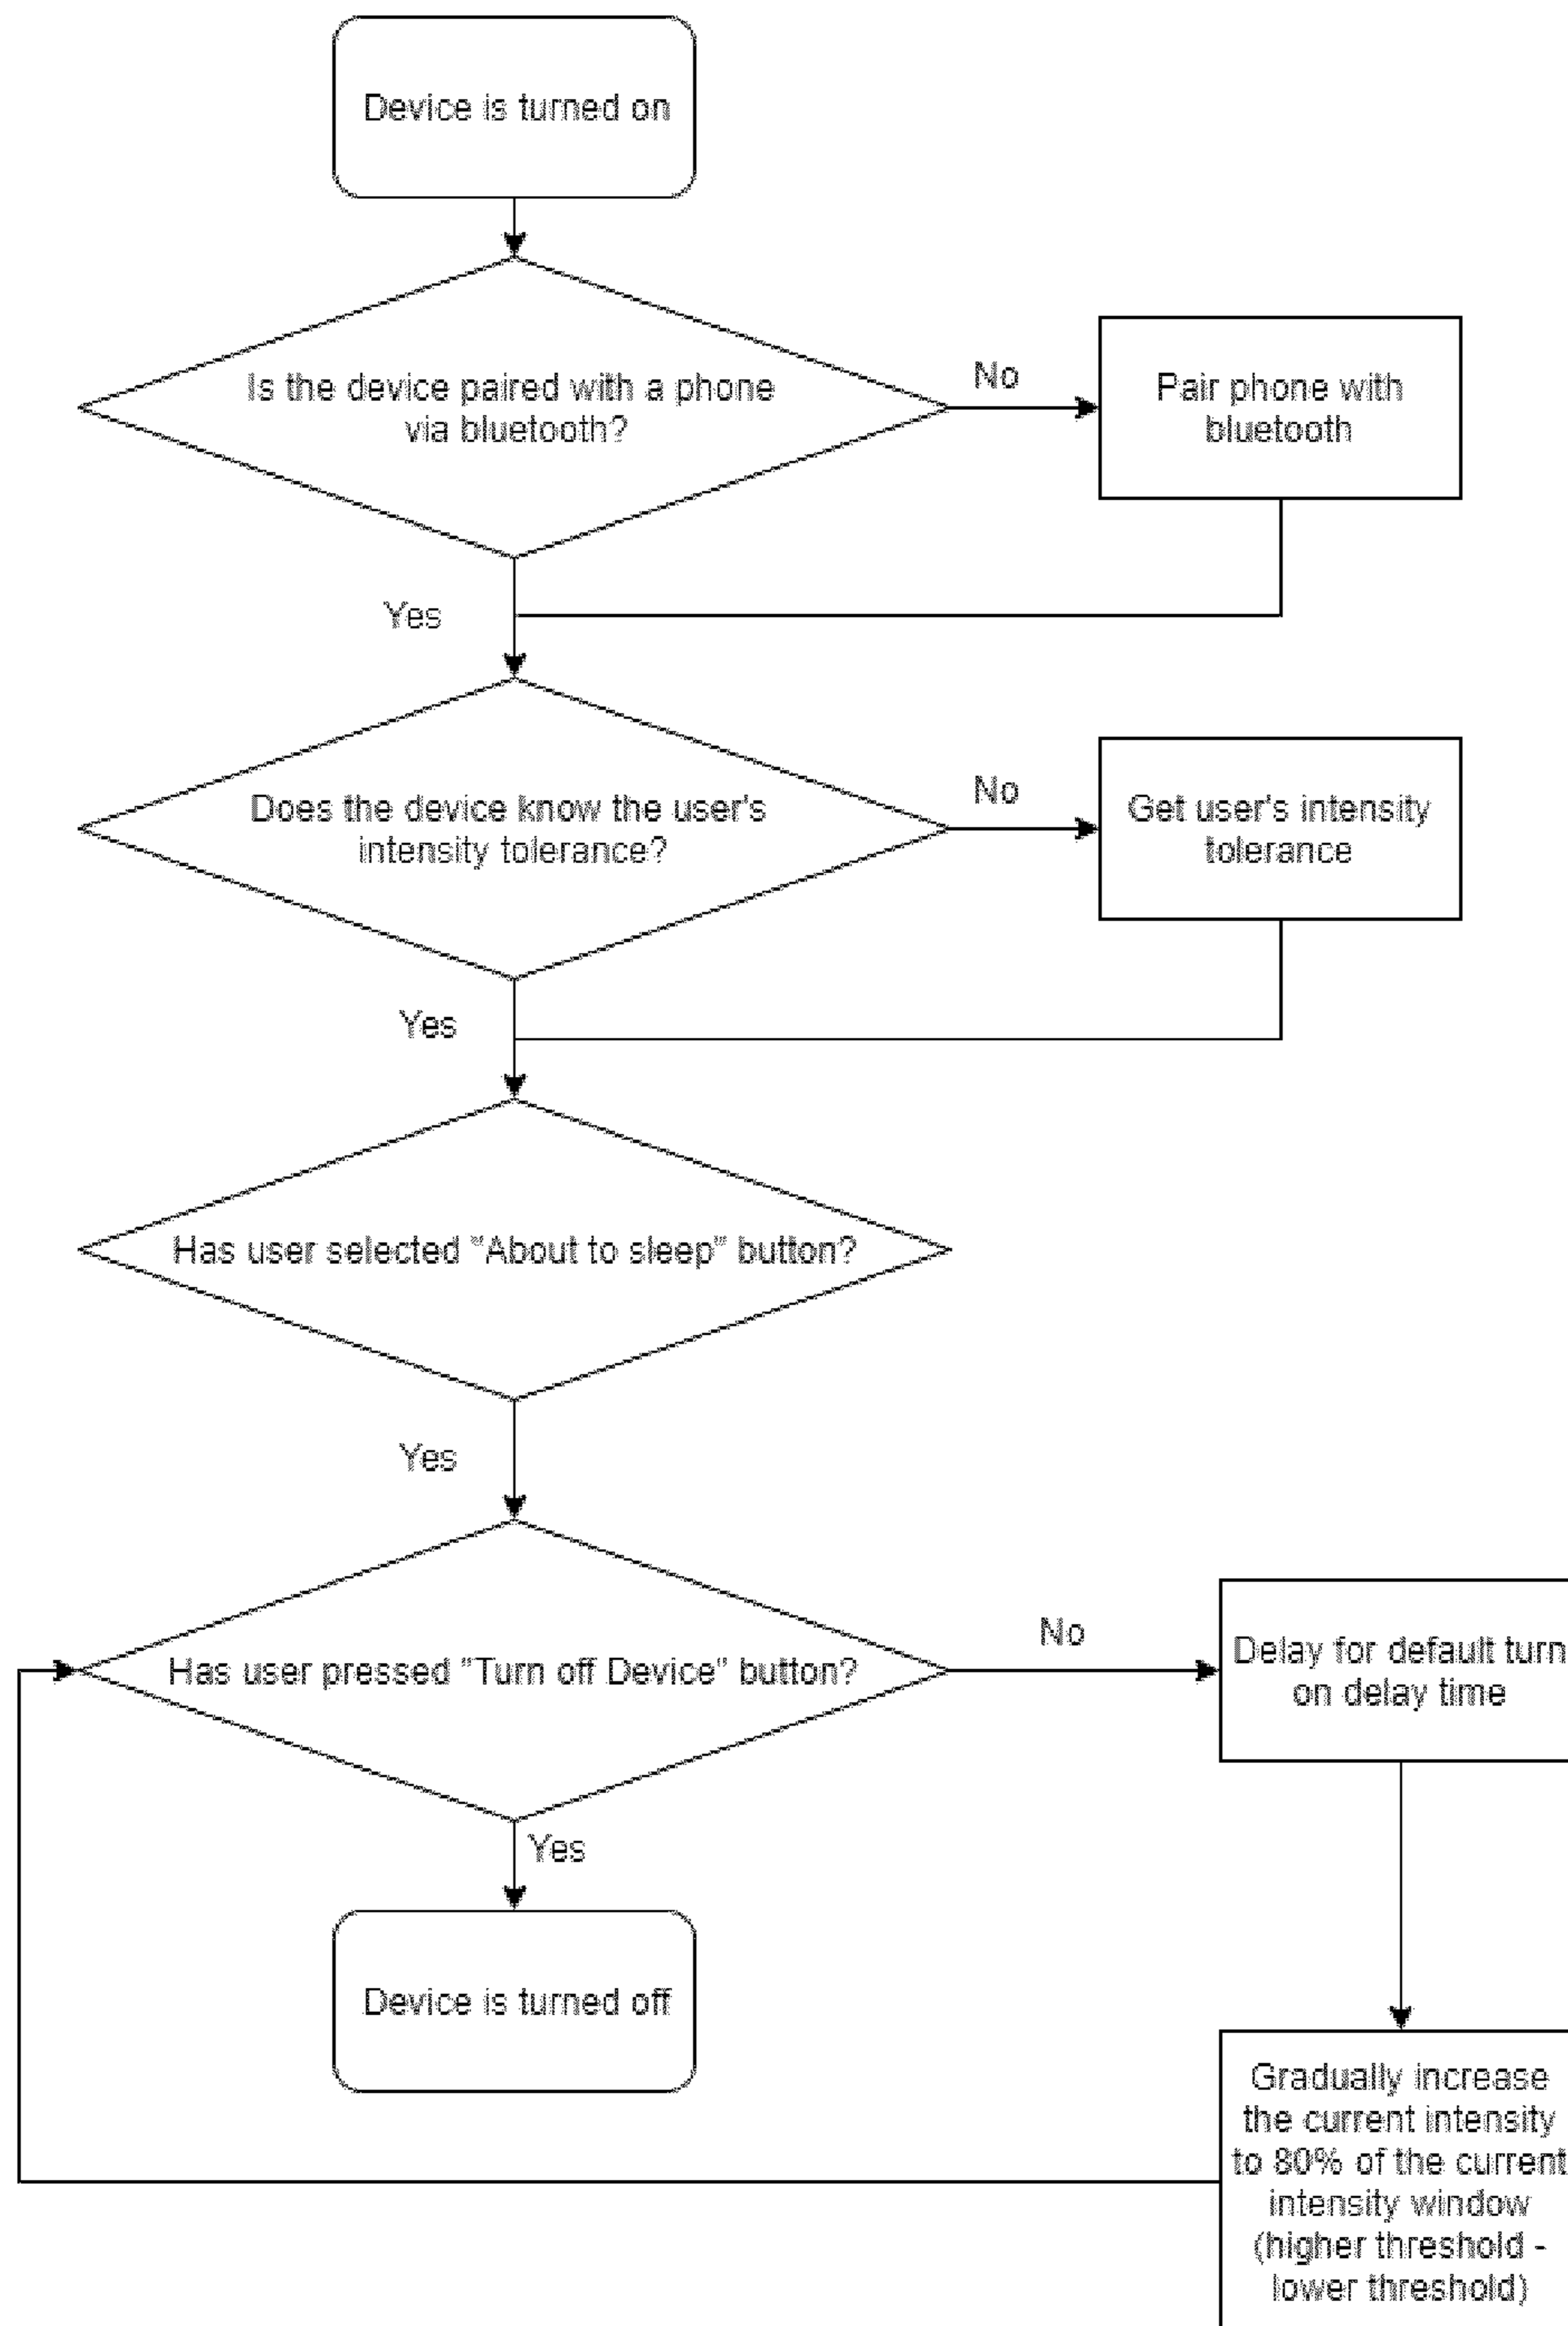 Device is turned on
Is the device paired with a phone
via bluetooth?
No
Pair phone with
bluetooth
Yes
Does the device know the user's
intensity tolerance?
No
Get user's intensity
tolerance
Yes
Has user selected "About to sleep" button?
Yes
Has user pressed "Turn off Device" button?
No
Delay for default turn
on delay time
Yes
Device is turned off
Gradually increase
the current intensity
to 80% of the current
intensity window
(higher threshold -
lower threshold)